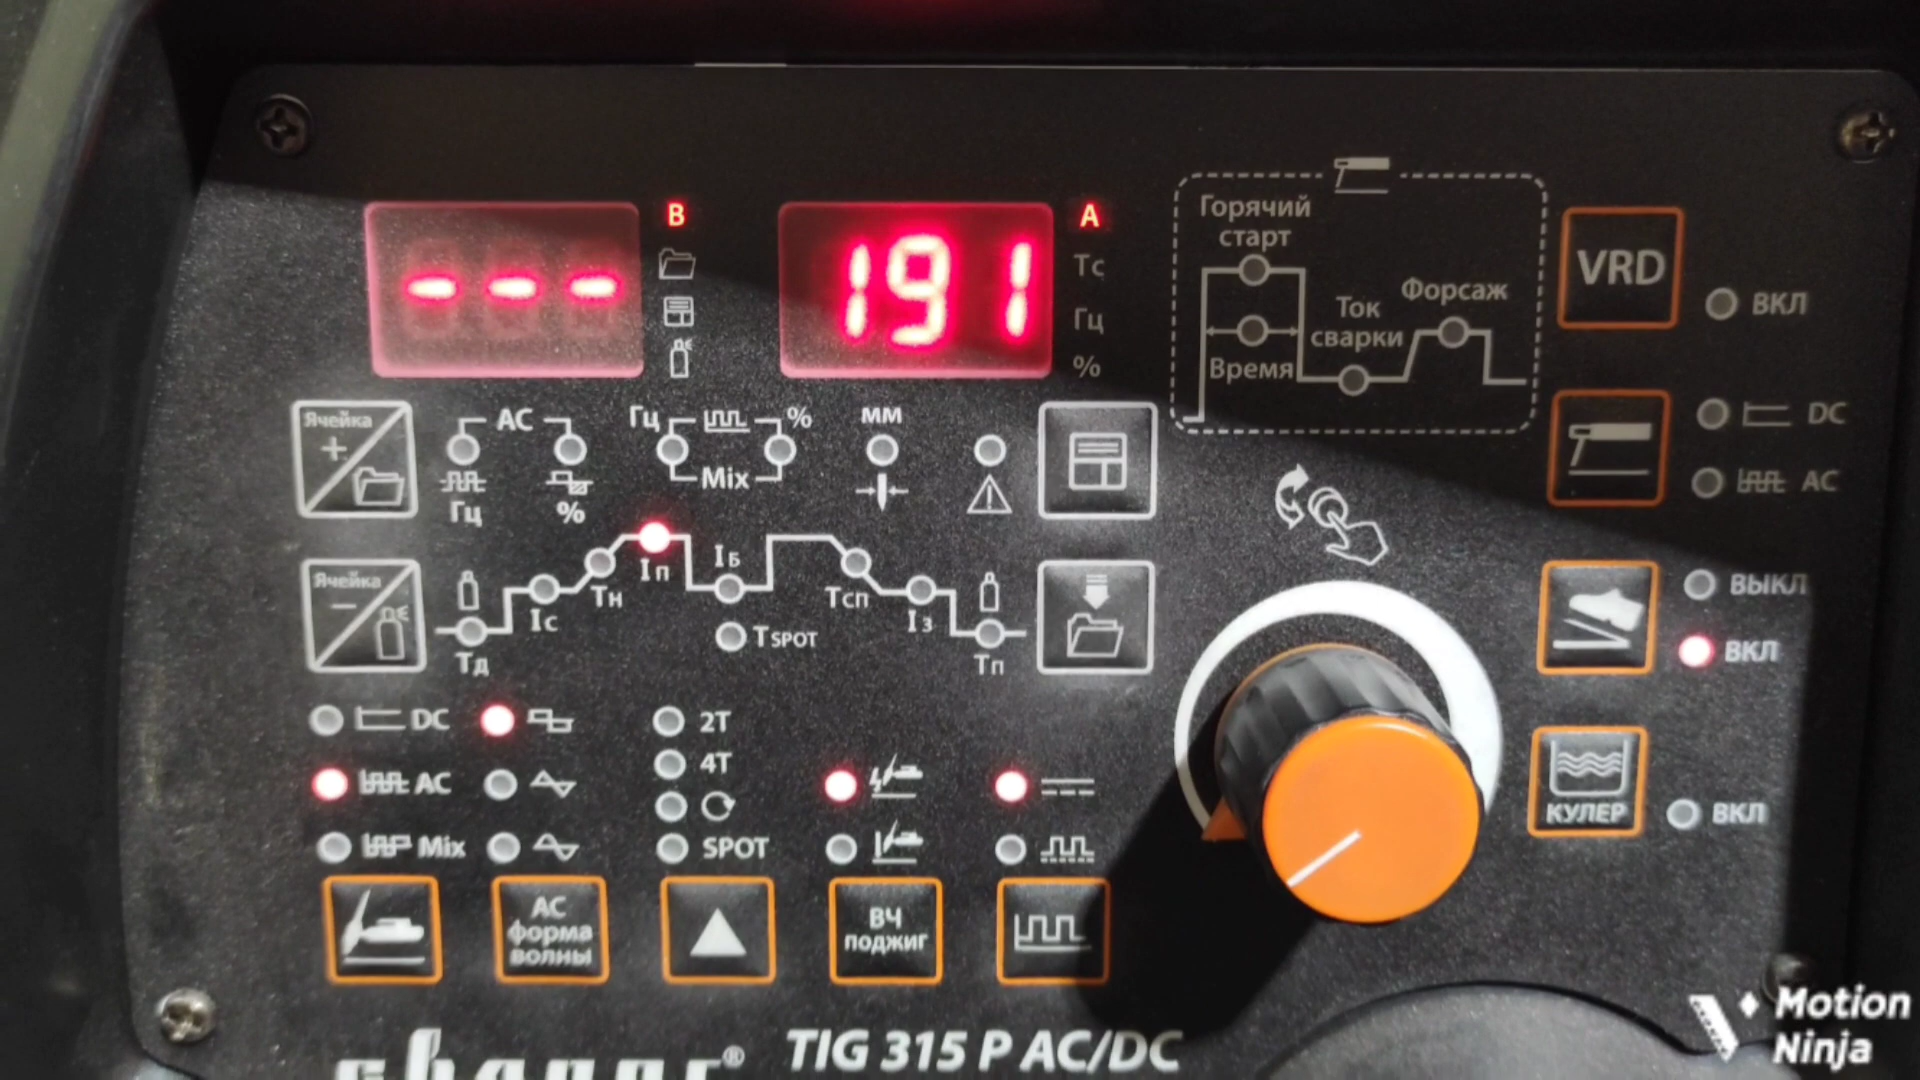 В
А
--- 191
Тс
Гц
%
Горячий
старт
Время
Ток
сварки
Форсаж
VRD
ВКЛ
Ячейка
+
AC
Гц
%
Гц
%
Mix
мм
DC
AC
Ячейка
-
Тд
Iс
Тн
Iп
Iб
TSPOT
Тсп
Iз
Тп
ВЫКЛ
ВКЛ
DC
AC
Mix
2T
4T
SPOT
КУЛЕР
ВКЛ
АС
форма
волны
ВЧ
поджиг
TIG 315 P AC/DC
Motion
Ninja